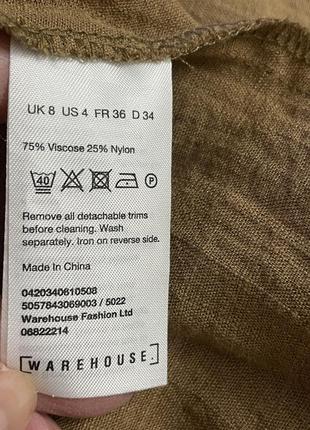 UK 8 US 4 FR 36 D 34
75% Viscose 25% Nylon
40 P
Remove all detachable trims
before cleaning. Wash
separately. Iron on reverse side.
Made In China
0420340610508
5057843069003 / 5022
Warehouse Fashion Ltd
06822214
WAREHOUSE